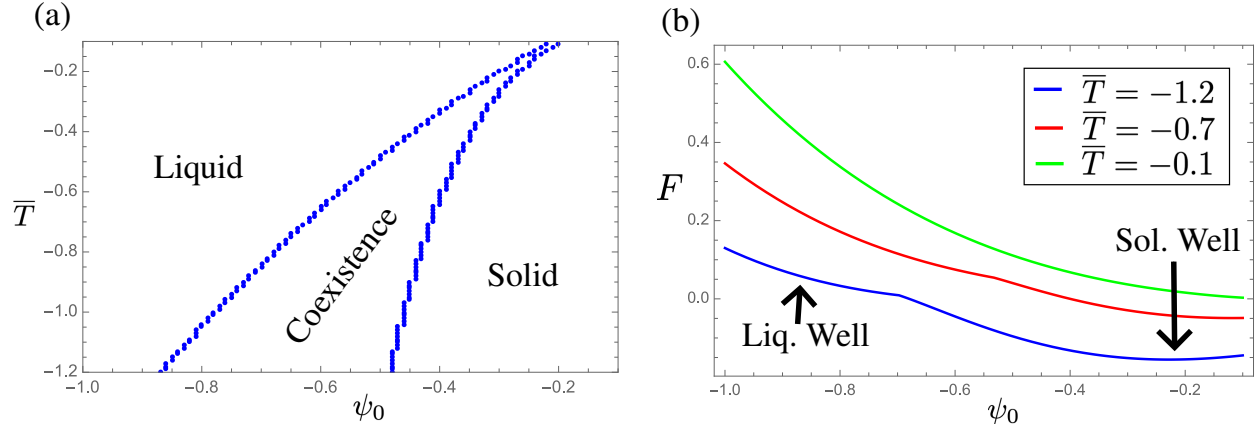 (a)
−0.2
−0.4
−0.6
−0.8
−1.0
−1.2
T̅
Liquid
Coexistence
Solid
−1.0 −0.8 −0.6 −0.4 −0.2
ψ₀
(b)
0.6
0.4
0.2
0.0
F
T̅ = −1.2
T̅ = −0.7
T̅ = −0.1
Sol. Well
Liq. Well
−1.0 −0.8 −0.6 −0.4 −0.2
ψ₀